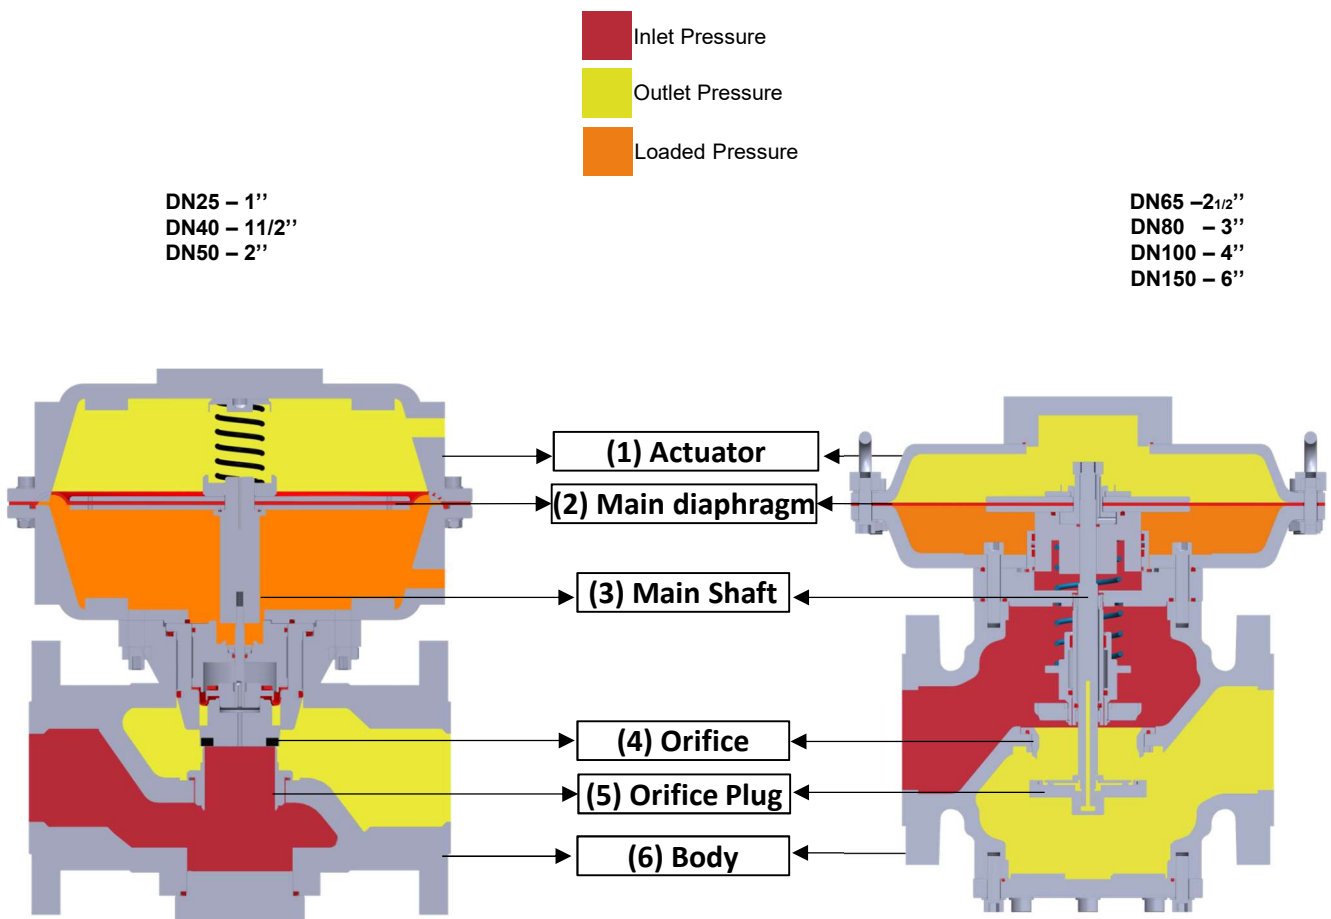 Inlet Pressure
Outlet Pressure
Loaded Pressure
DN25 – 1’’
DN40 – 11/2’’
DN50 – 2’’
DN65 –21/2’’
DN80 – 3’’
DN100 – 4’’
DN150 – 6’’
(1) Actuator
(2) Main diaphragm
(3) Main Shaft
(4) Orifice
(5) Orifice Plug
(6) Body